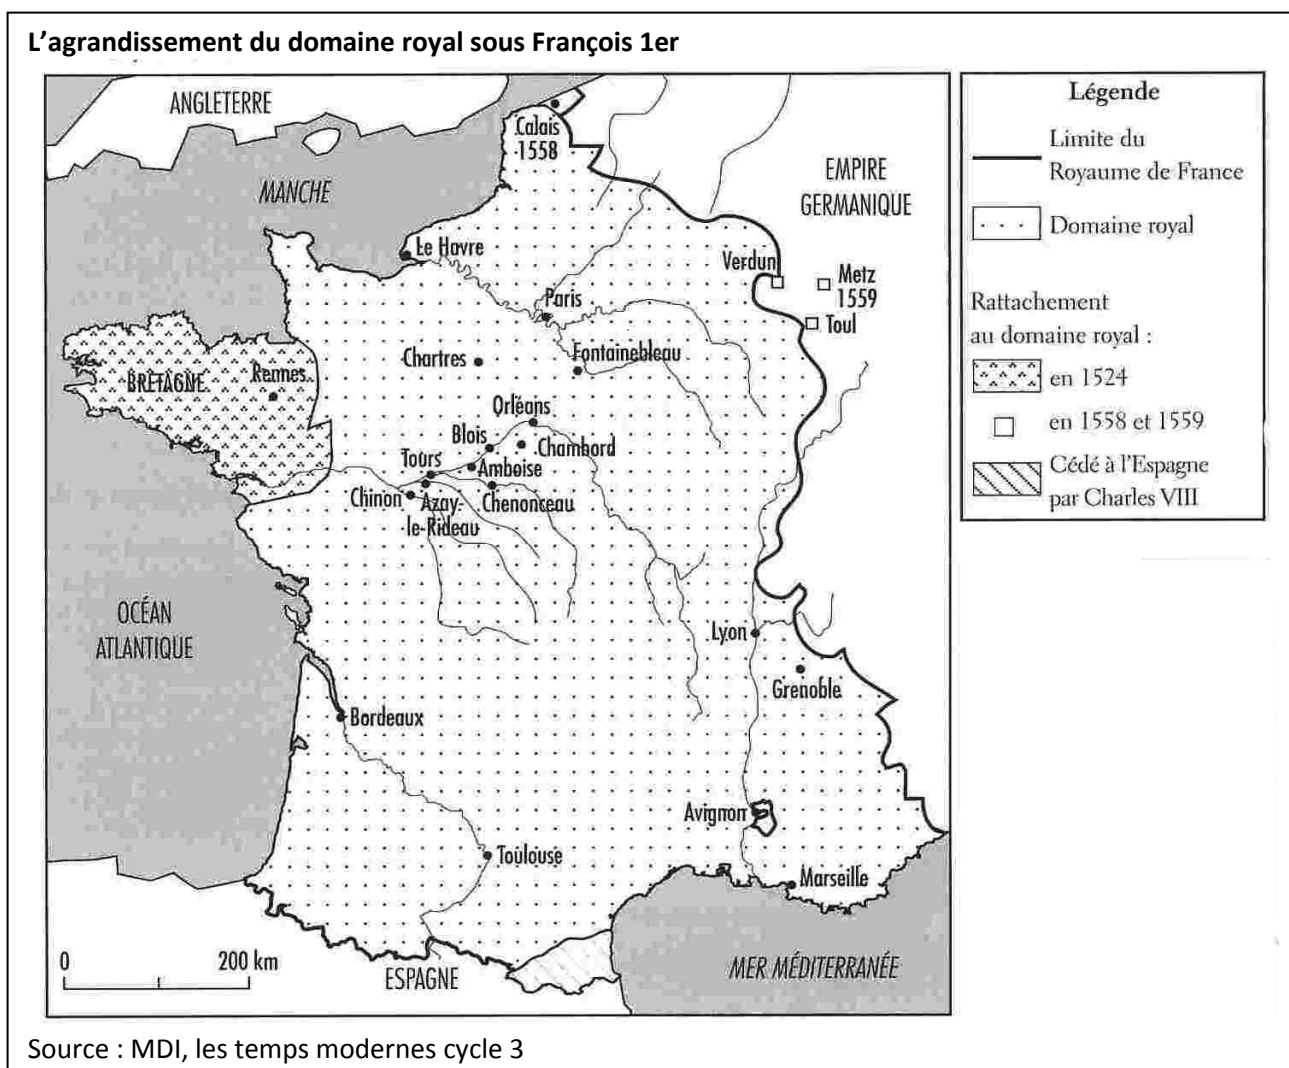 L’agrandissement du domaine royal sous François 1er
ANGLETERRE
Calais
1558
MANCHE
EMPIRE
GERMANIQUE
Le Havre
Verdun
Metz
1559
Toul
Paris
Chartres
Fontainebleau
BRETAGNE
Rennes
Orléans
Blois
Chambord
Tours
Amboise
Chinon
Azay-
le-Rideau
Chenonceau
OCÉAN
ATLANTIQUE
Lyon
Grenoble
Bordeaux
Avignon
Toulouse
Marseille
0
200 km
ESPAGNE
MER MÉDITERRANÉE
Légende
Limite du
Royaume de France
Domaine royal
Rattachement
au domaine royal :
en 1524
en 1558 et 1559
Cédé à l'Espagne
par Charles VIII
Source : MDI, les temps modernes cycle 3